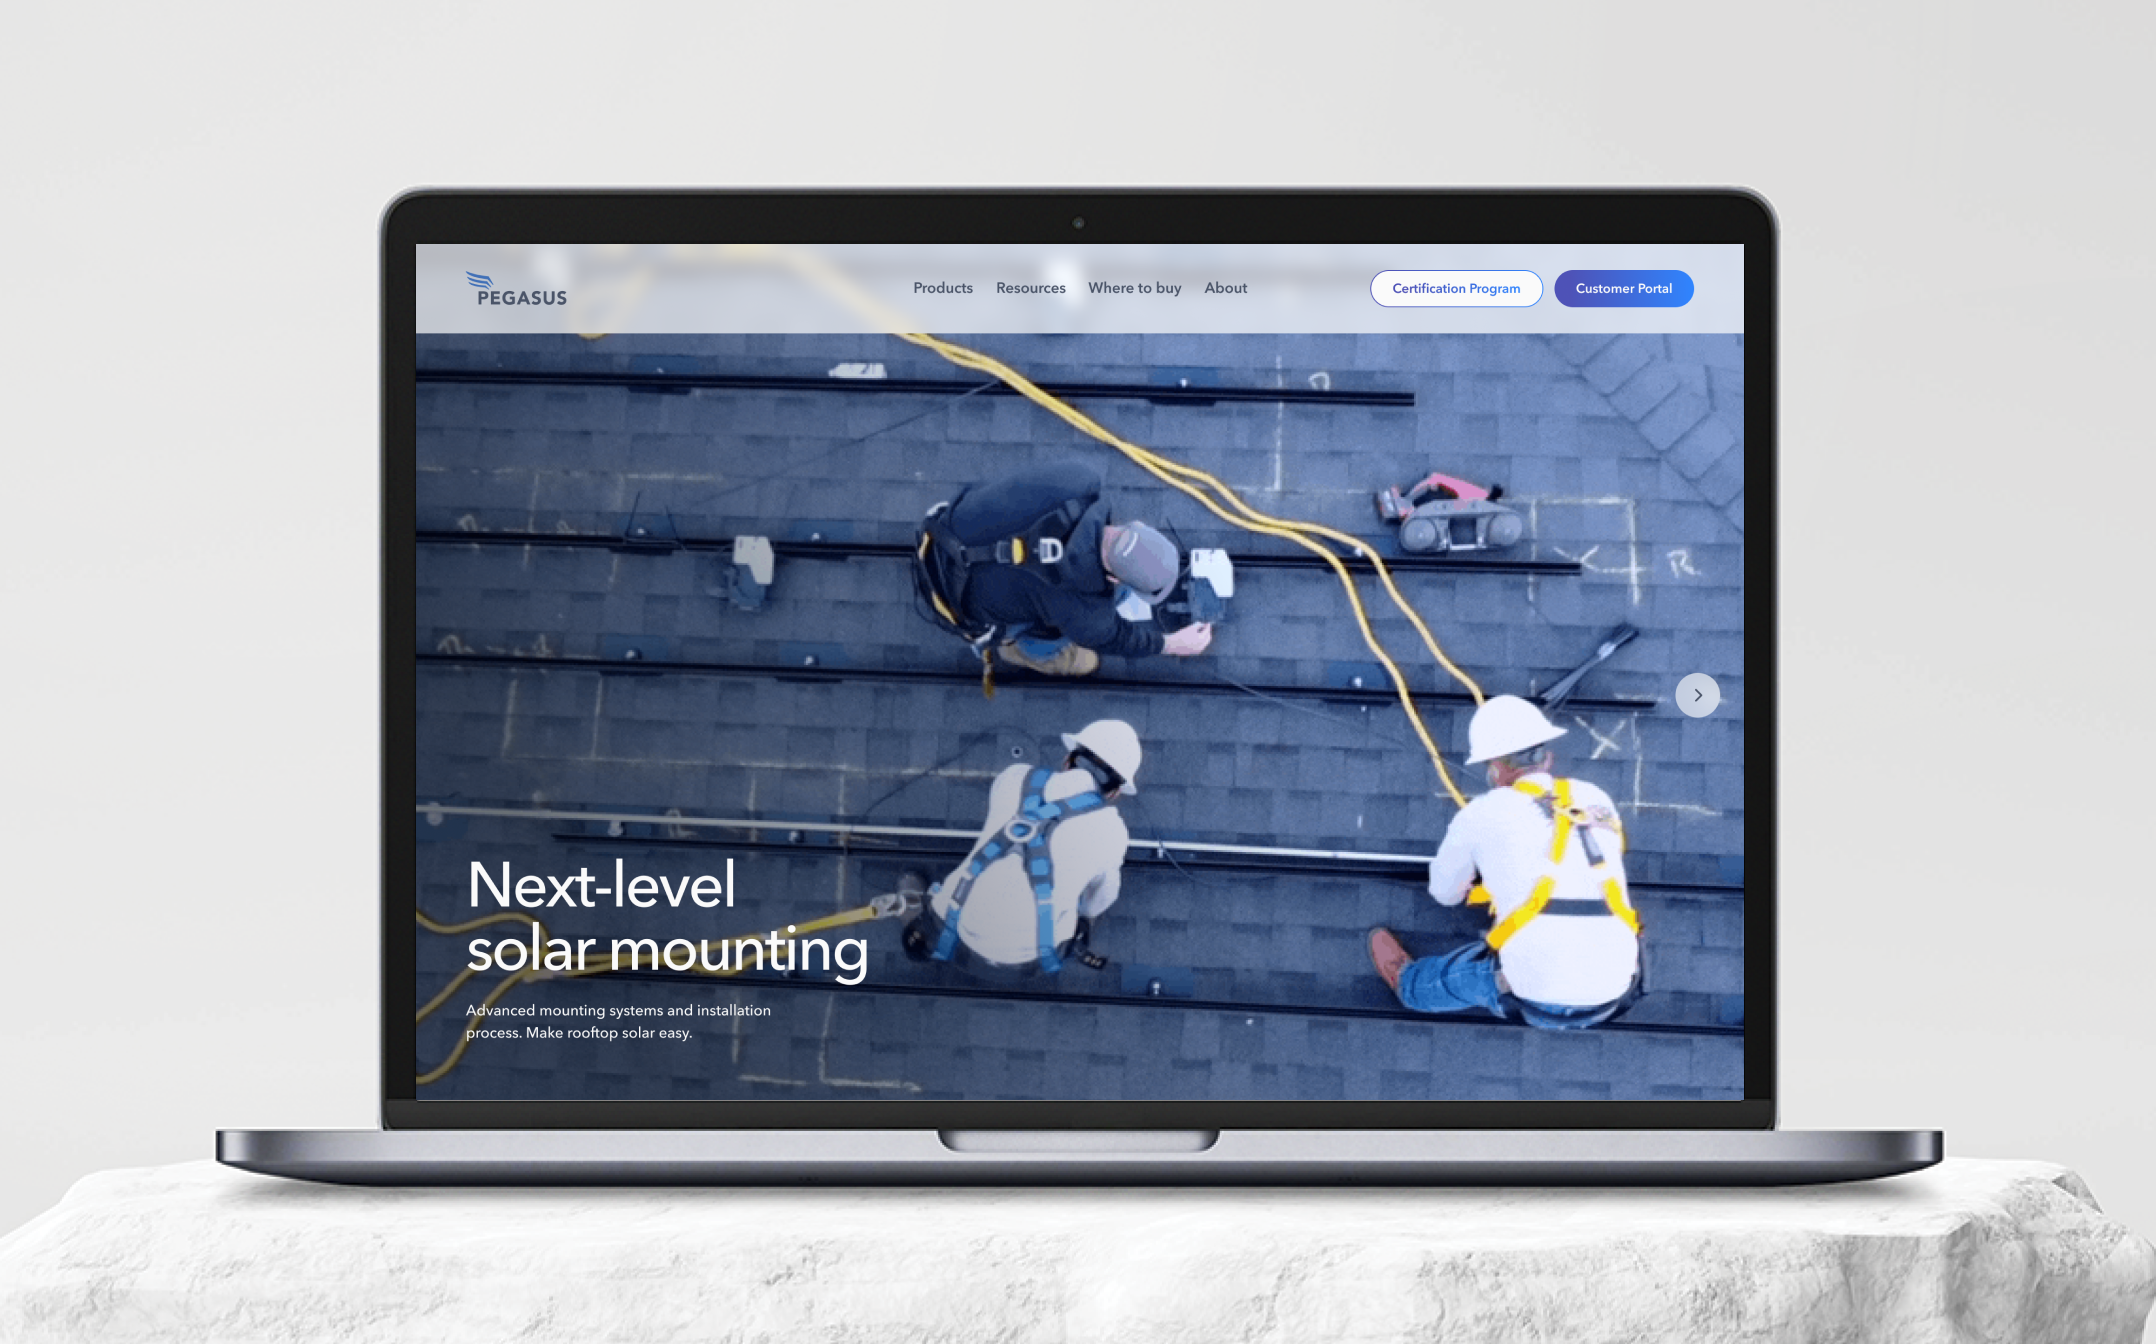 PEGASUS
Products Resources Where to buy About
Certification Program
Customer Portal
Next-level
solar mounting
Advanced mounting systems and installation
process. Make rooftop solar easy.